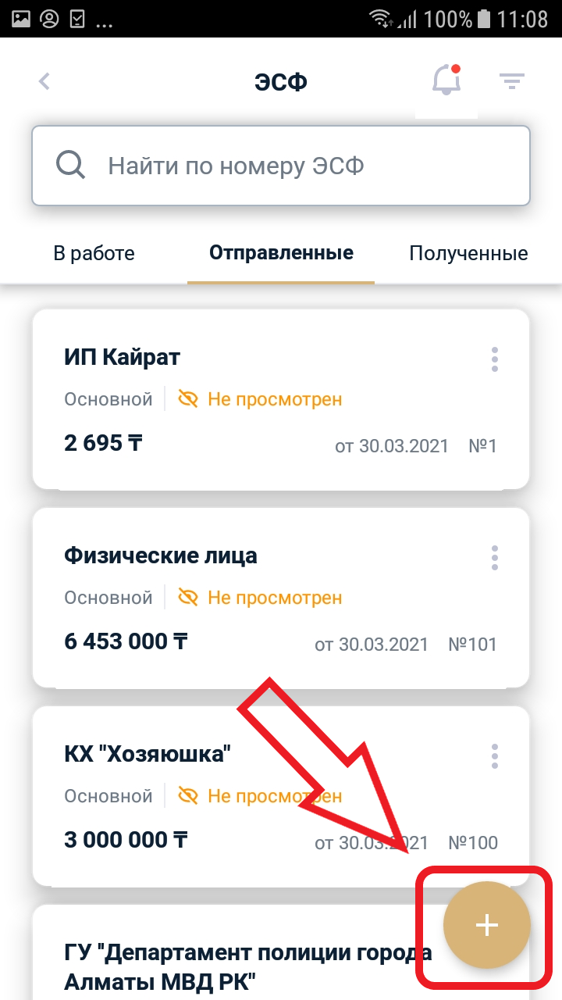 ... 100% 11:08
ЭСФ
Найти по номеру ЭСФ
В работе Отправленные Полученные
ИП Кайрат
Основной Не просмотрен
2 695 ₸ от 30.03.2021 №1
Физические лица
Основной Не просмотрен
6 453 000 ₸ от 30.03.2021 №101
КХ "Хозяюшка"
Основной Не просмотрен
3 000 000 ₸ от 30.03.2021 №100
ГУ "Департамент полиции города
Алматы МВД РК"